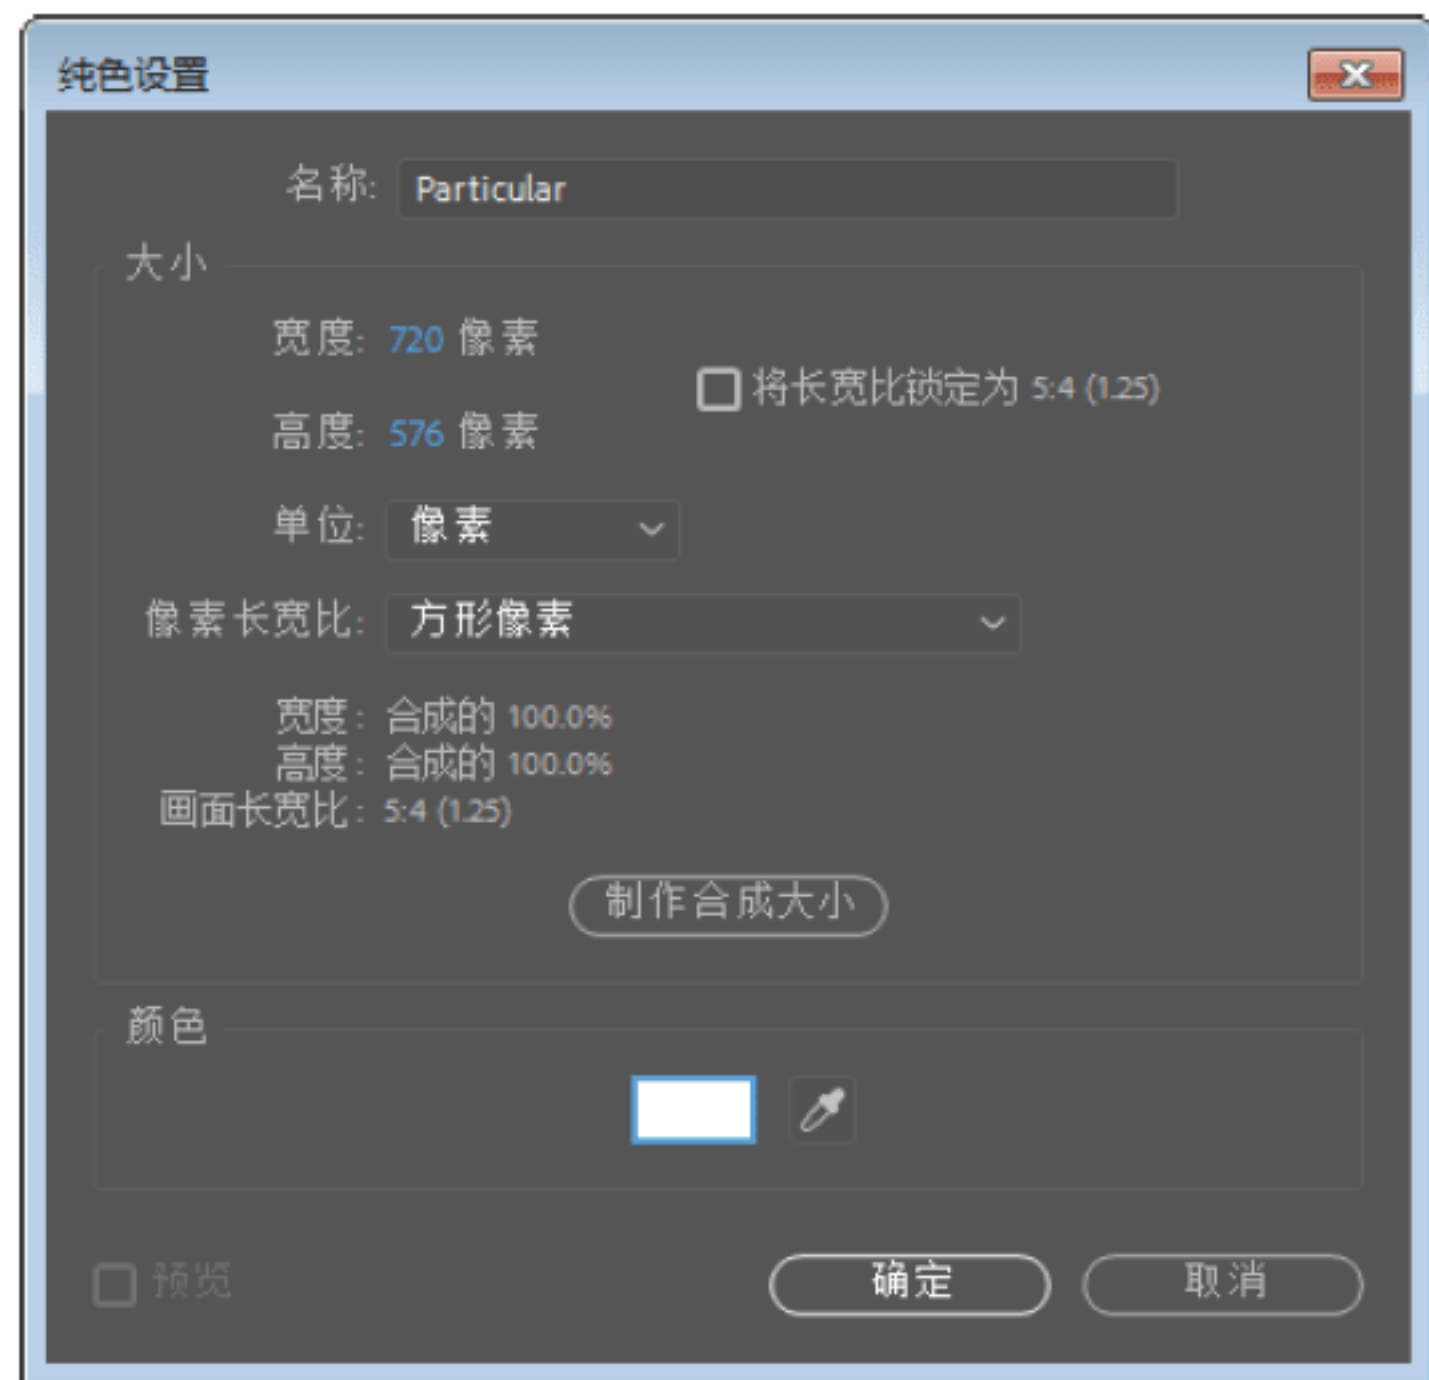 纯色设置
名称: Particular
大小
宽度: 720 像素
将长宽比锁定为 5:4 (1.25)
高度: 576 像素
单位: 像素
像素长宽比: 方形像素
宽度: 合成的 100.0%
高度: 合成的 100.0%
画面长宽比: 5:4 (1.25)
制作合成大小
颜色
预览
确定
取消